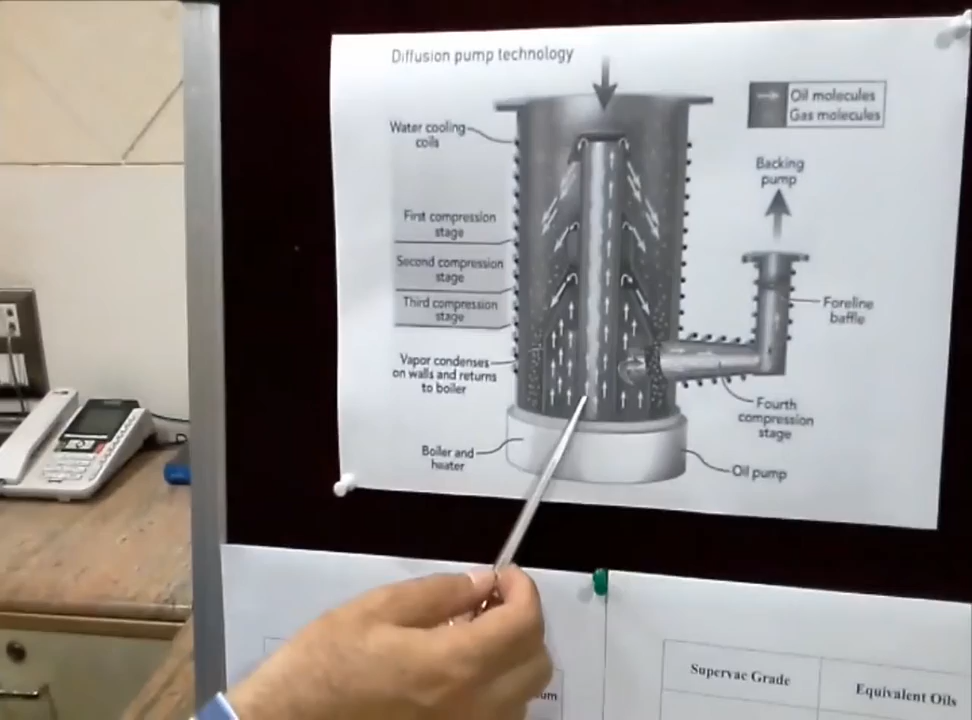 Diffusion pump technology
Oil molecules
Gas molecules
Water cooling
coils
Backing
pump
First compression
stage
Second compression
stage
Third compression
stage
Foreline
baffle
Vapor condenses
on walls and returns
to boiler
Fourth
compression
stage
Boiler and
heater
Oil pump
Supervac Grade
Equivalent Oils
um